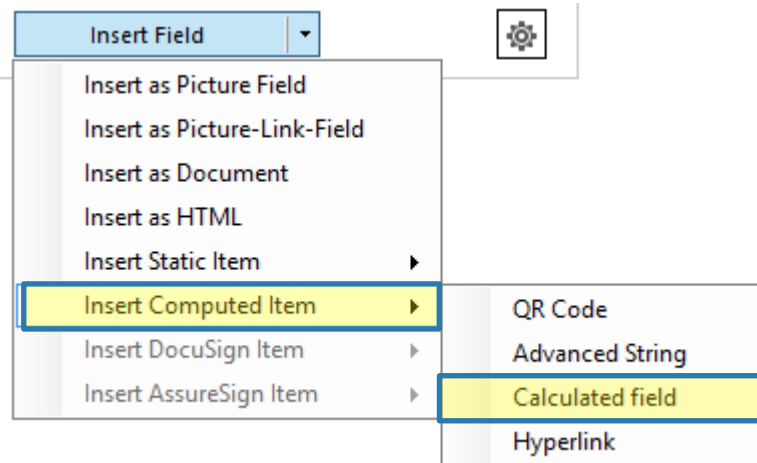 Insert Field
Insert as Picture Field
Insert as Picture-Link-Field
Insert as Document
Insert as HTML
Insert Static Item
Insert Computed Item
Insert DocuSign Item
Insert AssureSign Item
QR Code
Advanced String
Calculated field
Hyperlink